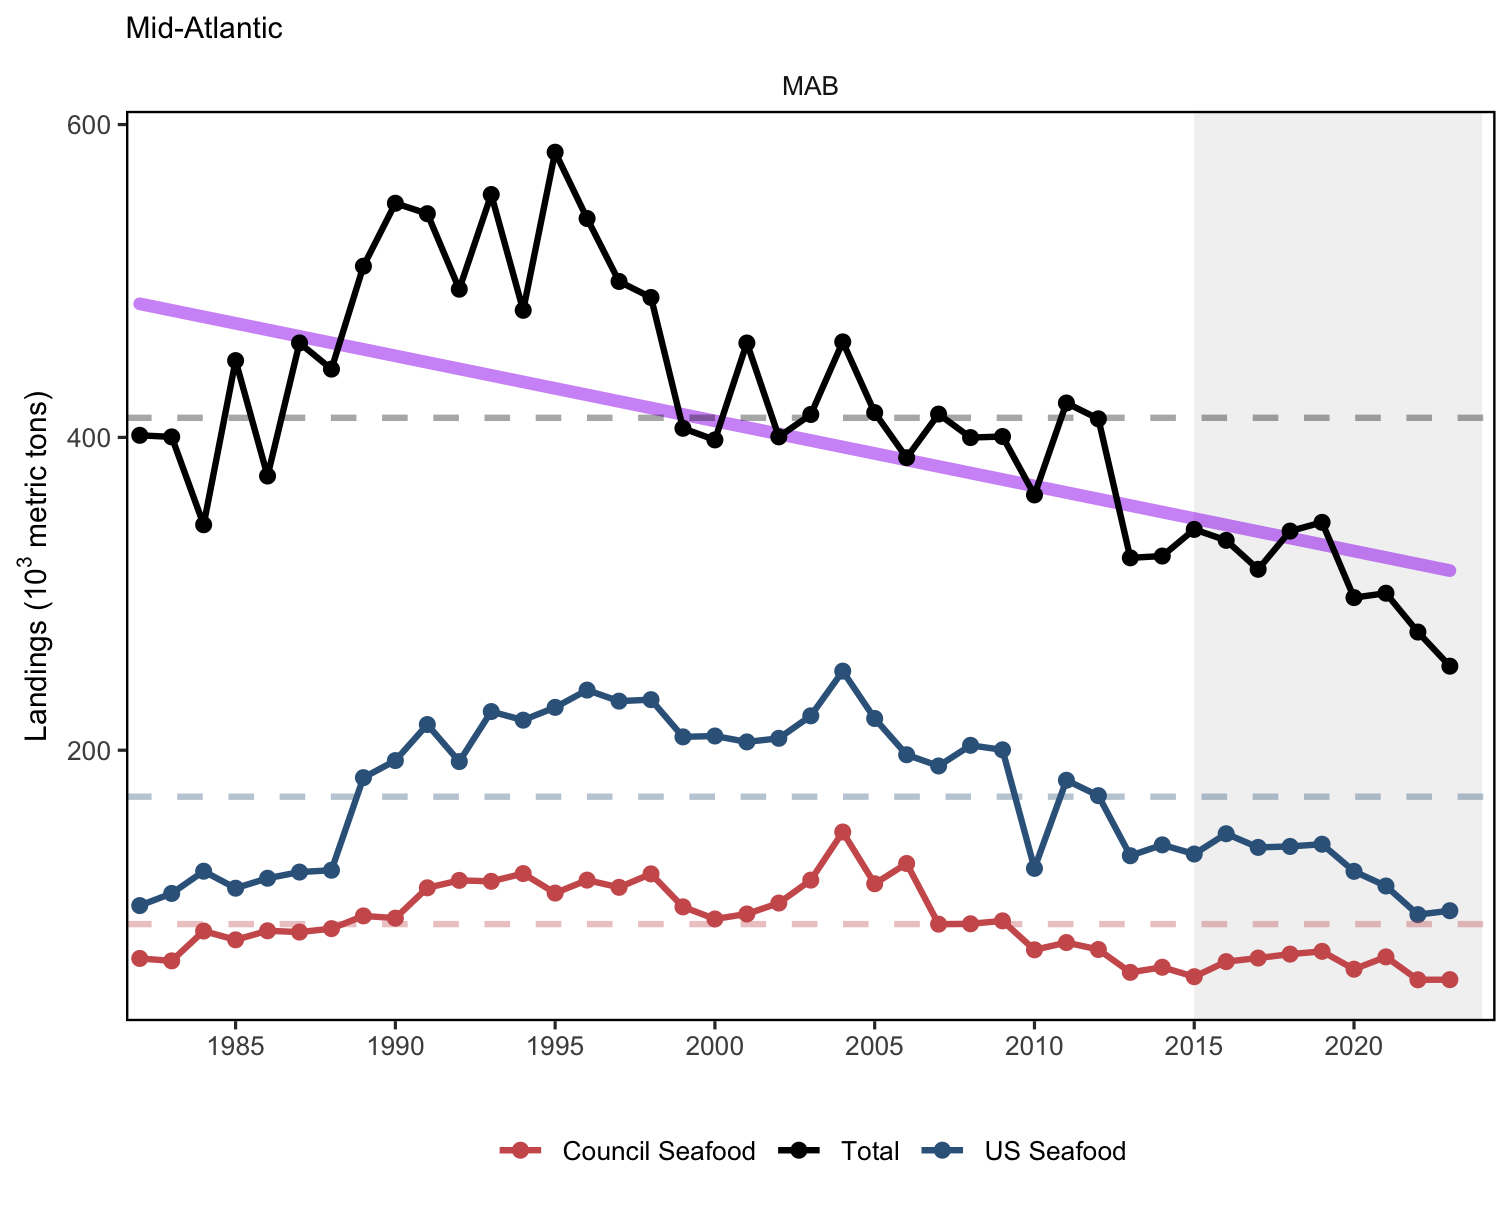 Mid-Atlantic
MAB
Landings (10³ metric tons)
600
400
200
1985 1990 1995 2000 2005 2010 2015 2020
Council Seafood Total US Seafood